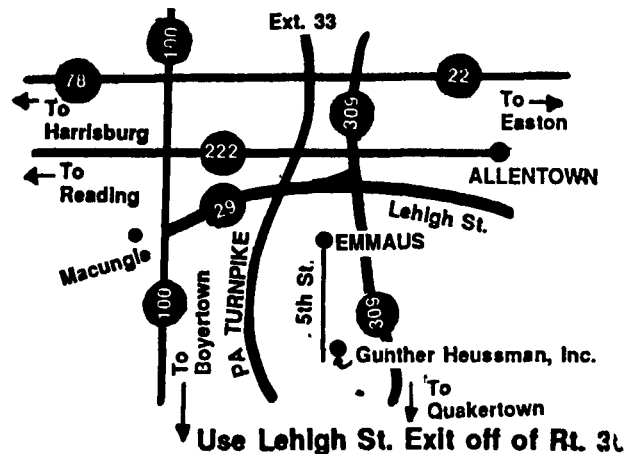 Ext. 33
100
78
22
To
Harrisburg
309
To
Easton
222
To
Reading
ALLENTOWN
29
Lehigh St.
Macungie
EMMAUS
PA TURNPIKE
5th St.
100
To
Boyertown
309
Gunther Heussman, Inc.
To
Quakertown
Use Lehigh St. Exit off of Rt.